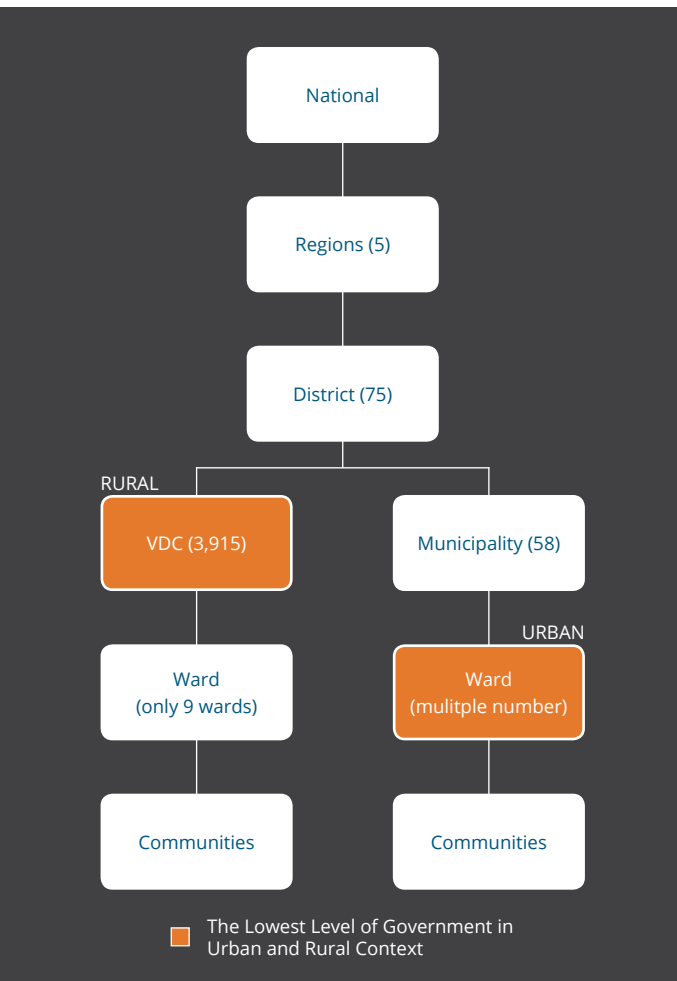 National
Regions (5)
District (75)
RURAL
VDC (3,915)
Municipality (58)
URBAN
Ward
(only 9 wards)
Ward
(mulitple number)
Communities
Communities
The Lowest Level of Government in
Urban and Rural Context